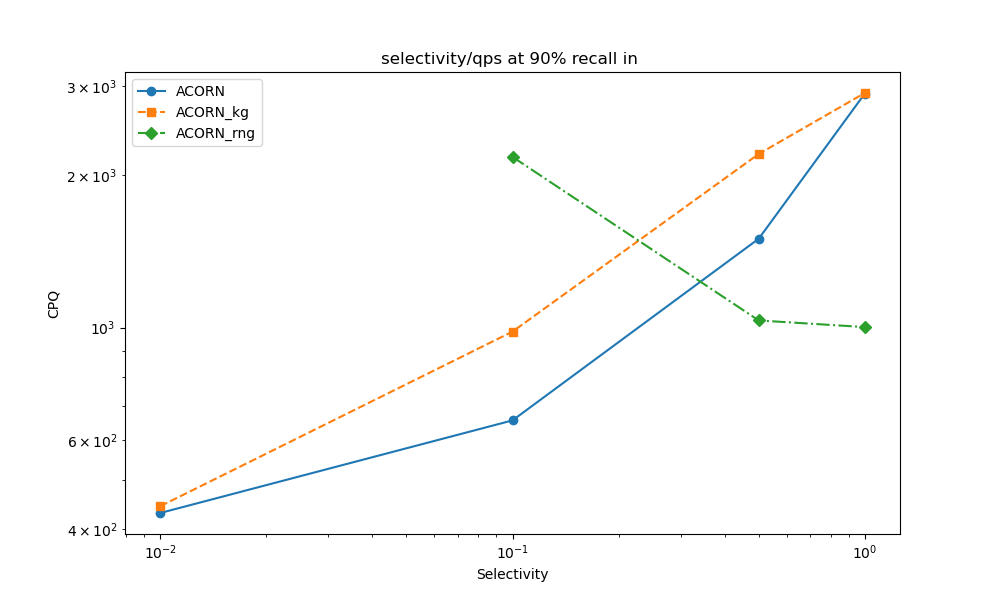 selectivity/qps at 90% recall in
ACORN
ACORN_kg
ACORN_rng
3 × 10³
2 × 10³
10³
6 × 10²
4 × 10²
CPQ
10⁻² 10⁻¹ 10⁰
Selectivity